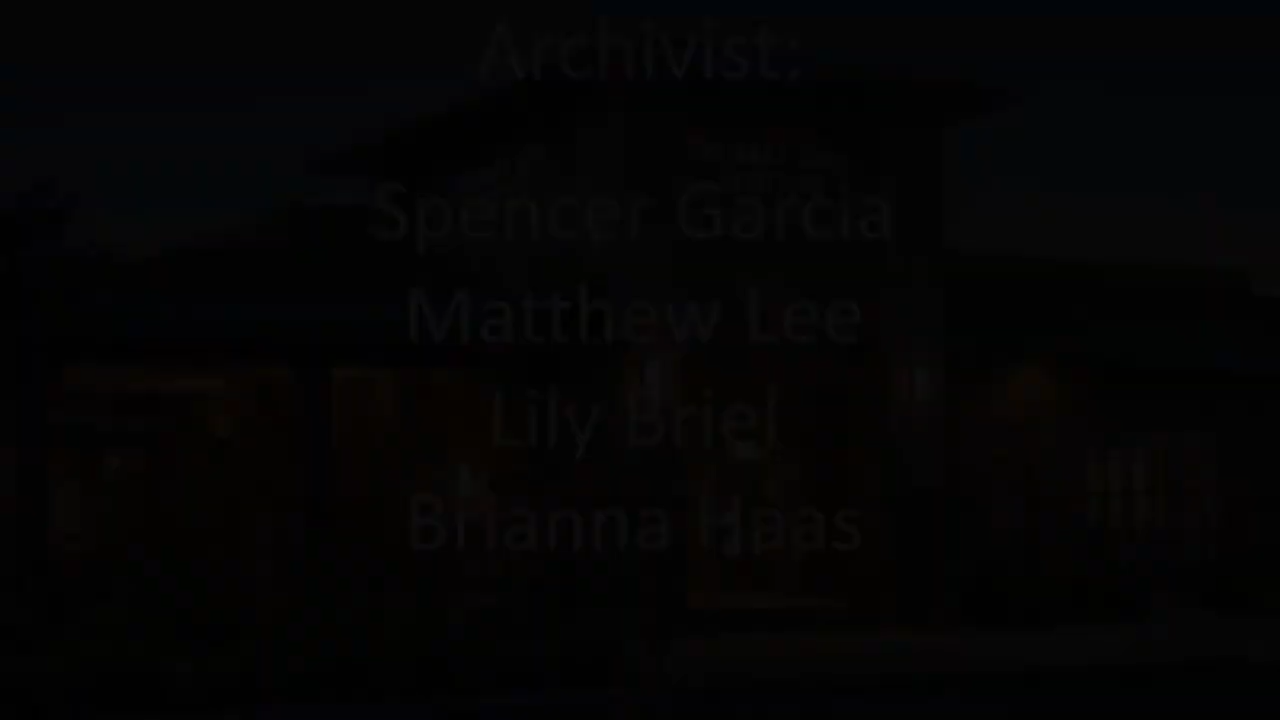 Archivist:
Spencer Garcia
Matthew Lee
Lily Briel
Brianna Haas